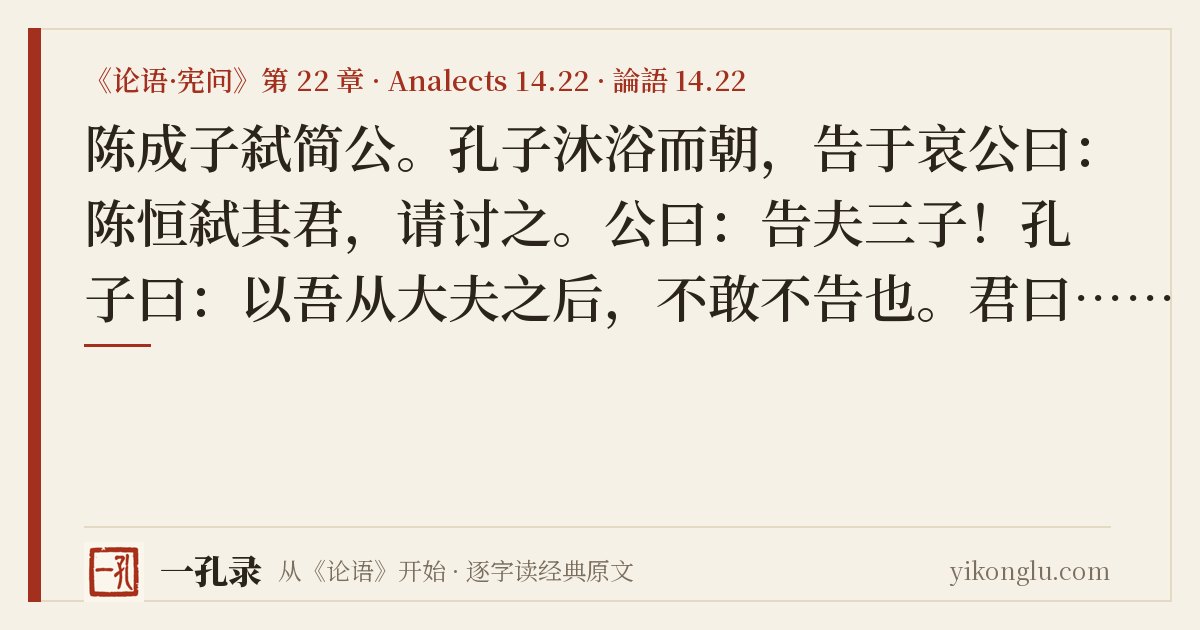 《论语·宪问》第 22 章 · Analects 14.22 · 論語 14.22
陈成子弑简公。孔子沐浴而朝，告于哀公曰：
陈恒弑其君，请讨之。公曰：告夫三子！孔
子曰：以吾从大夫之后，不敢不告也。君曰……
一孔
一孔录 从《论语》开始 · 逐字读经典原文 yikonglu.com